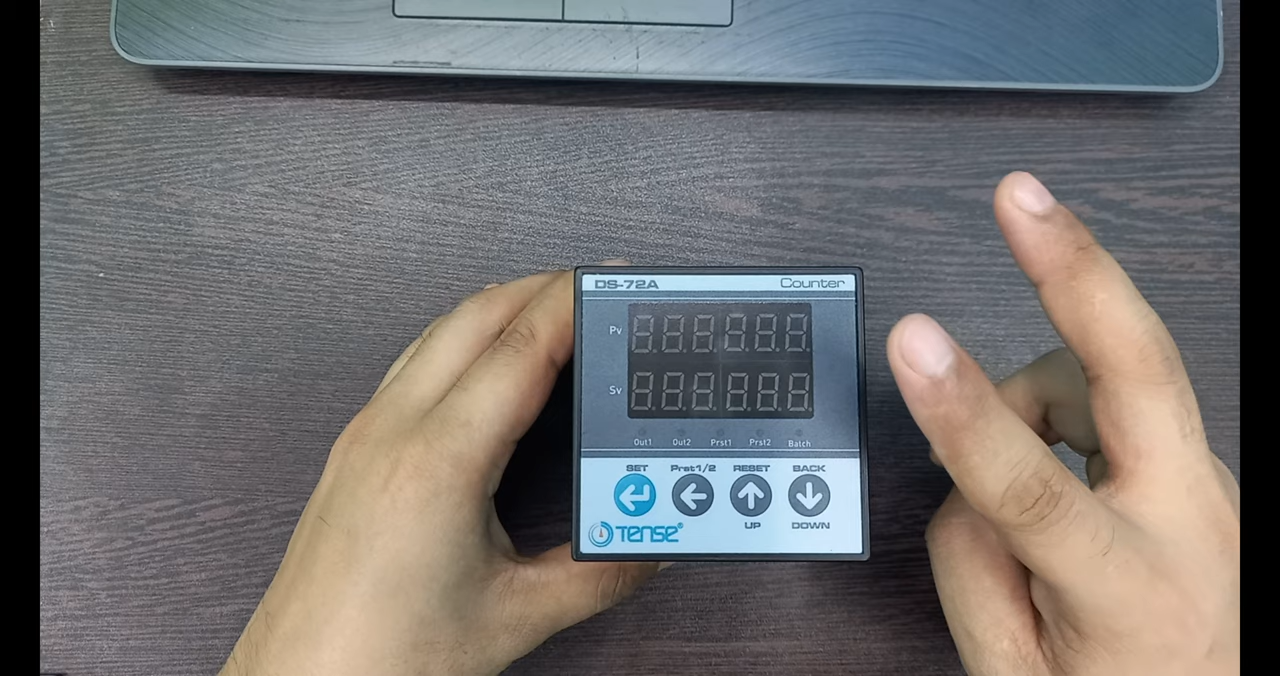 DS-72A Counter
Pv
Sv
Out1 Out2 Prst1 Prst2 Batch
SET Prst1/2 RESET BACK
UP DOWN
TENSE®